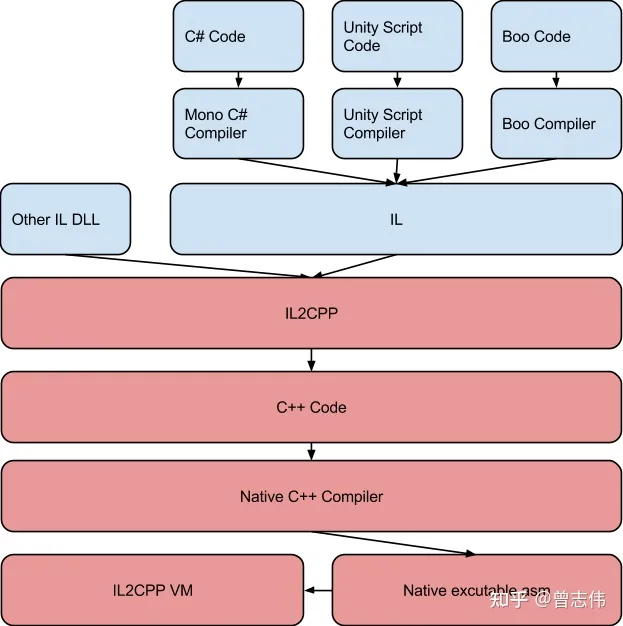 C# Code
Unity Script
Code
Boo Code
Mono C#
Compiler
Unity Script
Compiler
Boo Compiler
Other IL DLL
IL
IL2CPP
C++ Code
Native C++ Compiler
IL2CPP VM
Native excutable asm
知乎 @曾志伟